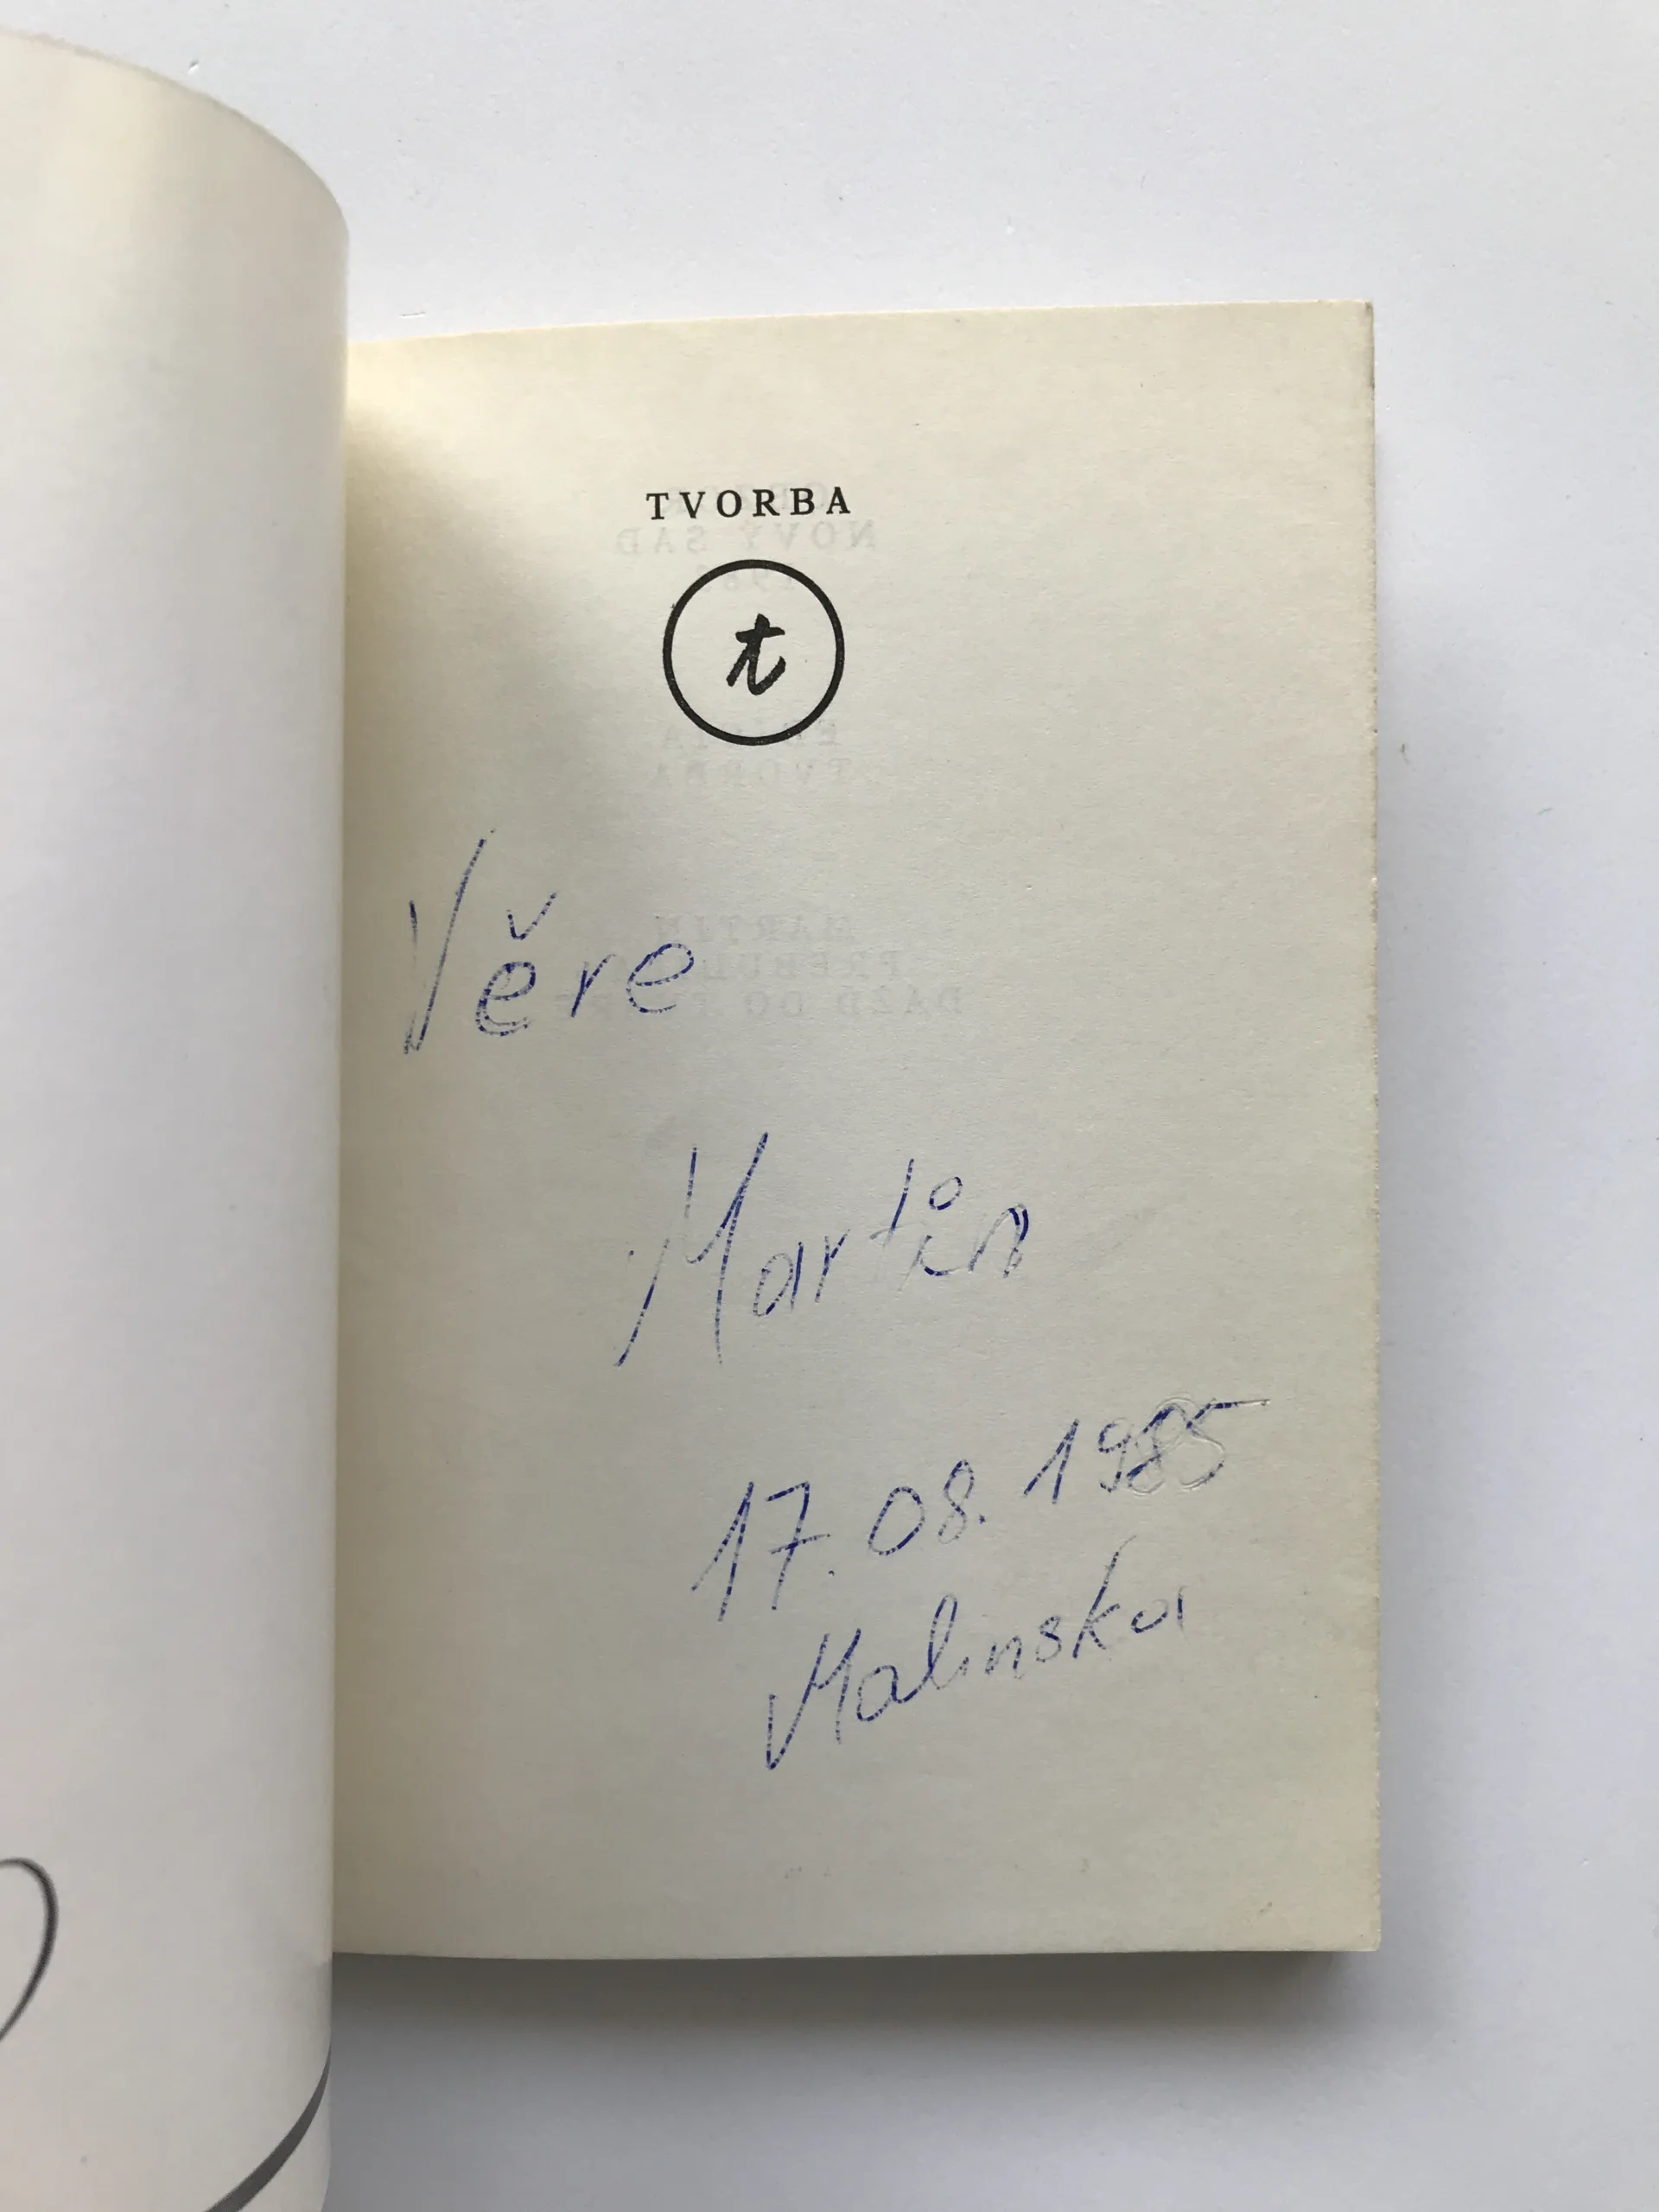 TVORBA
t
Věre
Martin
17. 08. 1985
Malinska